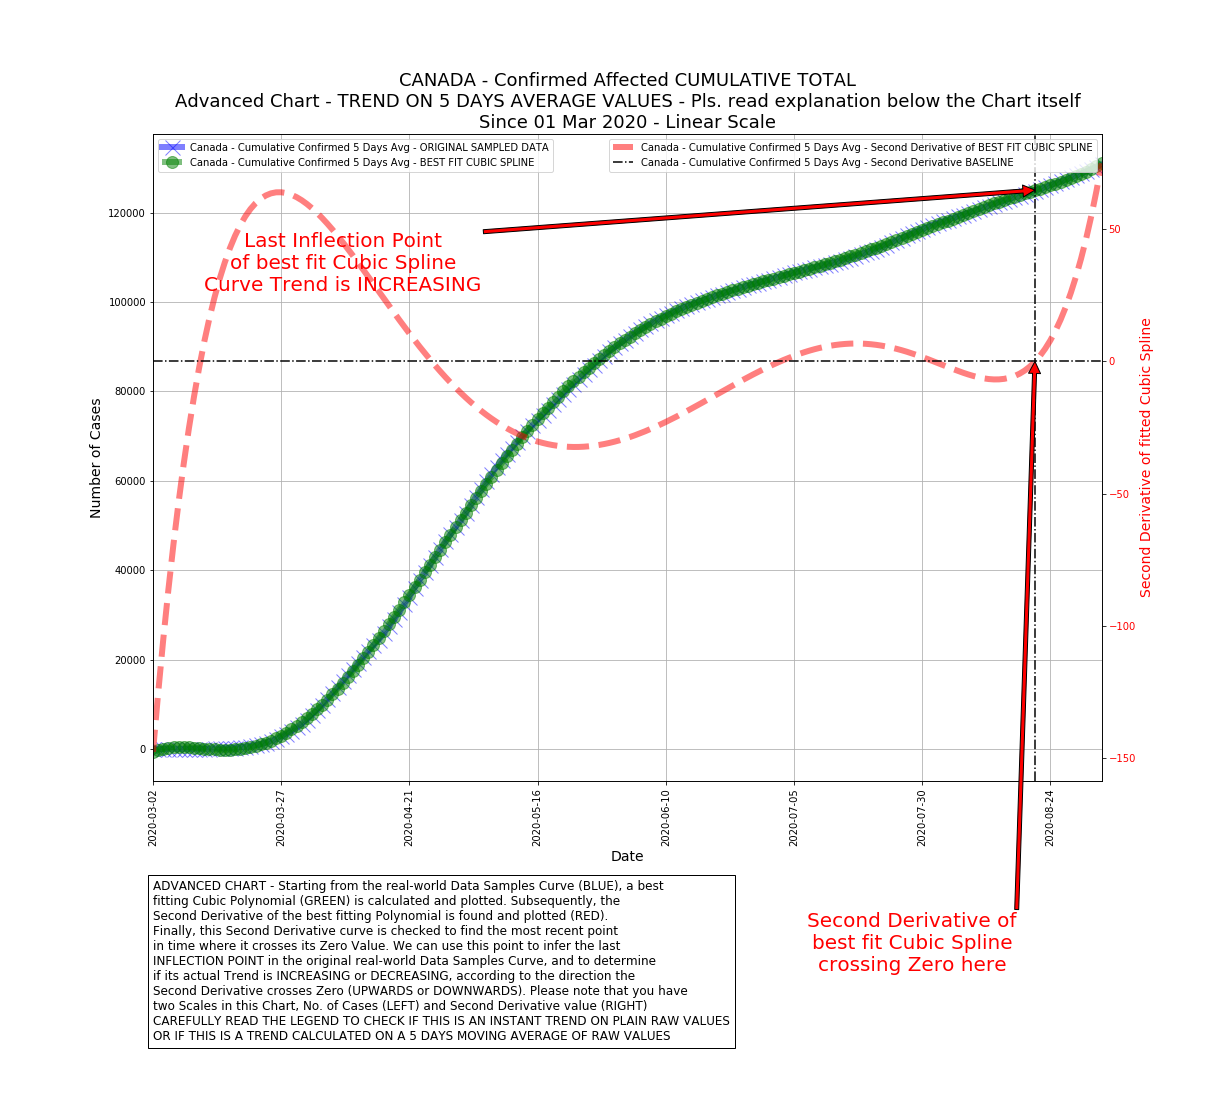 CANADA - Confirmed Affected CUMULATIVE TOTAL
Advanced Chart - TREND ON 5 DAYS AVERAGE VALUES - Pls. read explanation below the Chart itself
Since 01 Mar 2020 - Linear Scale
Canada - Cumulative Confirmed 5 Days Avg - ORIGINAL SAMPLED DATA
Canada - Cumulative Confirmed 5 Days Avg - BEST FIT CUBIC SPLINE
Canada - Cumulative Confirmed 5 Days Avg - Second Derivative of BEST FIT CUBIC SPLINE
Canada - Cumulative Confirmed 5 Days Avg - Second Derivative BASELINE
Last Inflection Point
of best fit Cubic Spline
Curve Trend is INCREASING
Number of Cases
120000
100000
80000
60000
40000
20000
0
50
0
−50
−100
−150
Second Derivative of fitted Cubic Spline
2020-03-02
2020-03-27
2020-04-21
2020-05-16
2020-06-10
2020-07-05
2020-07-30
2020-08-24
Date
ADVANCED CHART - Starting from the real-world Data Samples Curve (BLUE), a best
fitting Cubic Polynomial (GREEN) is calculated and plotted. Subsequently, the
Second Derivative of the best fitting Polynomial is found and plotted (RED).
Finally, this Second Derivative curve is checked to find the most recent point
in time where it crosses its Zero Value. We can use this point to infer the last
INFLECTION POINT in the original real-world Data Samples Curve, and to determine
if its actual Trend is INCREASING or DECREASING, according to the direction the
Second Derivative crosses Zero (UPWARDS or DOWNWARDS). Please note that you have
two Scales in this Chart, No. of Cases (LEFT) and Second Derivative value (RIGHT)
CAREFULLY READ THE LEGEND TO CHECK IF THIS IS AN INSTANT TREND ON PLAIN RAW VALUES
OR IF THIS IS A TREND CALCULATED ON A 5 DAYS MOVING AVERAGE OF RAW VALUES
Second Derivative of
best fit Cubic Spline
crossing Zero here